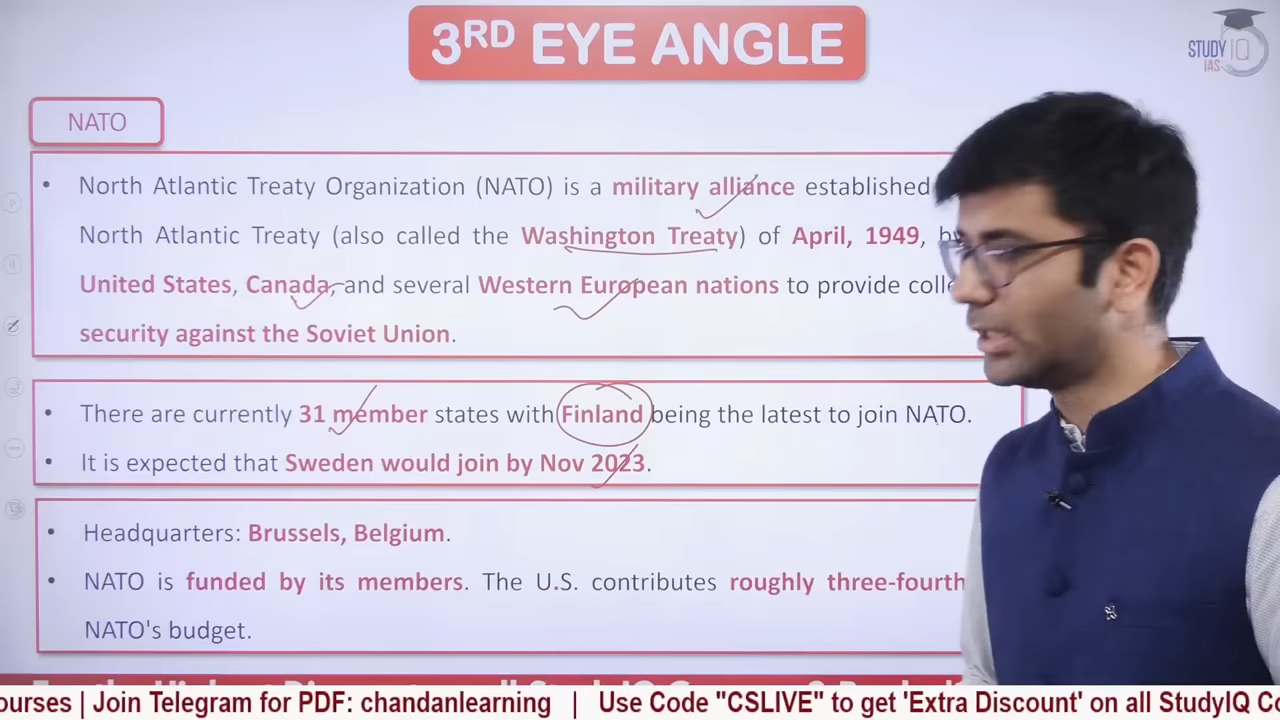 3RD EYE ANGLE
STUDY IQ
IAS
NATO
• North Atlantic Treaty Organization (NATO) is a military alliance established
North Atlantic Treaty (also called the Washington Treaty) of April, 1949,
United States, Canada, and several Western European nations to provide
security against the Soviet Union.
• There are currently 31 member states with Finland being the latest to join NATO.
• It is expected that Sweden would join by Nov 2023.
• Headquarters: Brussels, Belgium.
• NATO is funded by its members. The U.S. contributes roughly three-fourth
NATO's budget.
ourses | Join Telegram for PDF: chandanlearning | Use Code "CSLIVE" to get 'Extra Discount' on all StudyIQ Co